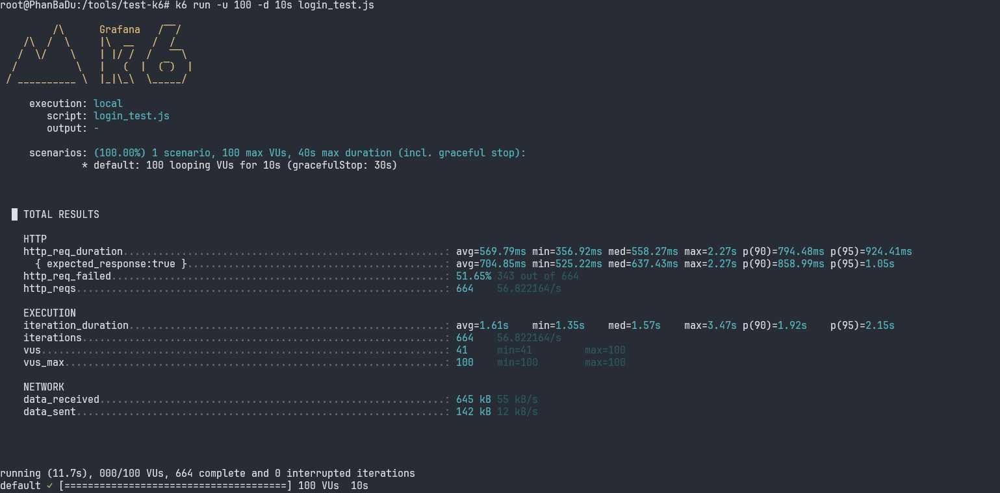 root@PhanBaDu:/tools/test-k6# k6 run -u 100 -d 10s login_test.js
Grafana
execution: local
script: login_test.js
output: -
scenarios: (100.00%) 1 scenario, 100 max VUs, 40s max duration (incl. graceful stop):
* default: 100 looping VUs for 10s (gracefulStop: 30s)
█ TOTAL RESULTS
HTTP
http_req_duration.......................................................: avg=569.79ms min=356.92ms med=558.27ms max=2.27s p(90)=794.48ms p(95)=924.41ms
{ expected_response:true }............................................: avg=704.85ms min=525.22ms med=637.43ms max=2.27s p(90)=858.99ms p(95)=1.05s
http_req_failed.........................................................: 51.65% 343 out of 664
http_reqs...............................................................: 664 56.822164/s
EXECUTION
iteration_duration......................................................: avg=1.61s min=1.35s med=1.57s max=3.47s p(90)=1.92s p(95)=2.15s
iterations..............................................................: 664 56.822164/s
vus.....................................................................: 41 min=41 max=100
vus_max.................................................................: 100 min=100 max=100
NETWORK
data_received...........................................................: 645 kB 55 kB/s
data_sent...............................................................: 142 kB 12 kB/s
running (11.7s), 000/100 VUs, 664 complete and 0 interrupted iterations
default ✓ [======================================] 100 VUs 10s